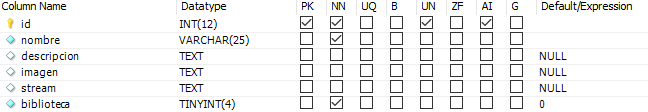 Column Name Datatype PK NN UQ B UN ZF AI G Default/Expression
id INT(12)
nombre VARCHAR(25)
descripcion TEXT NULL
imagen TEXT NULL
stream TEXT NULL
biblioteca TINYINT(4) 0